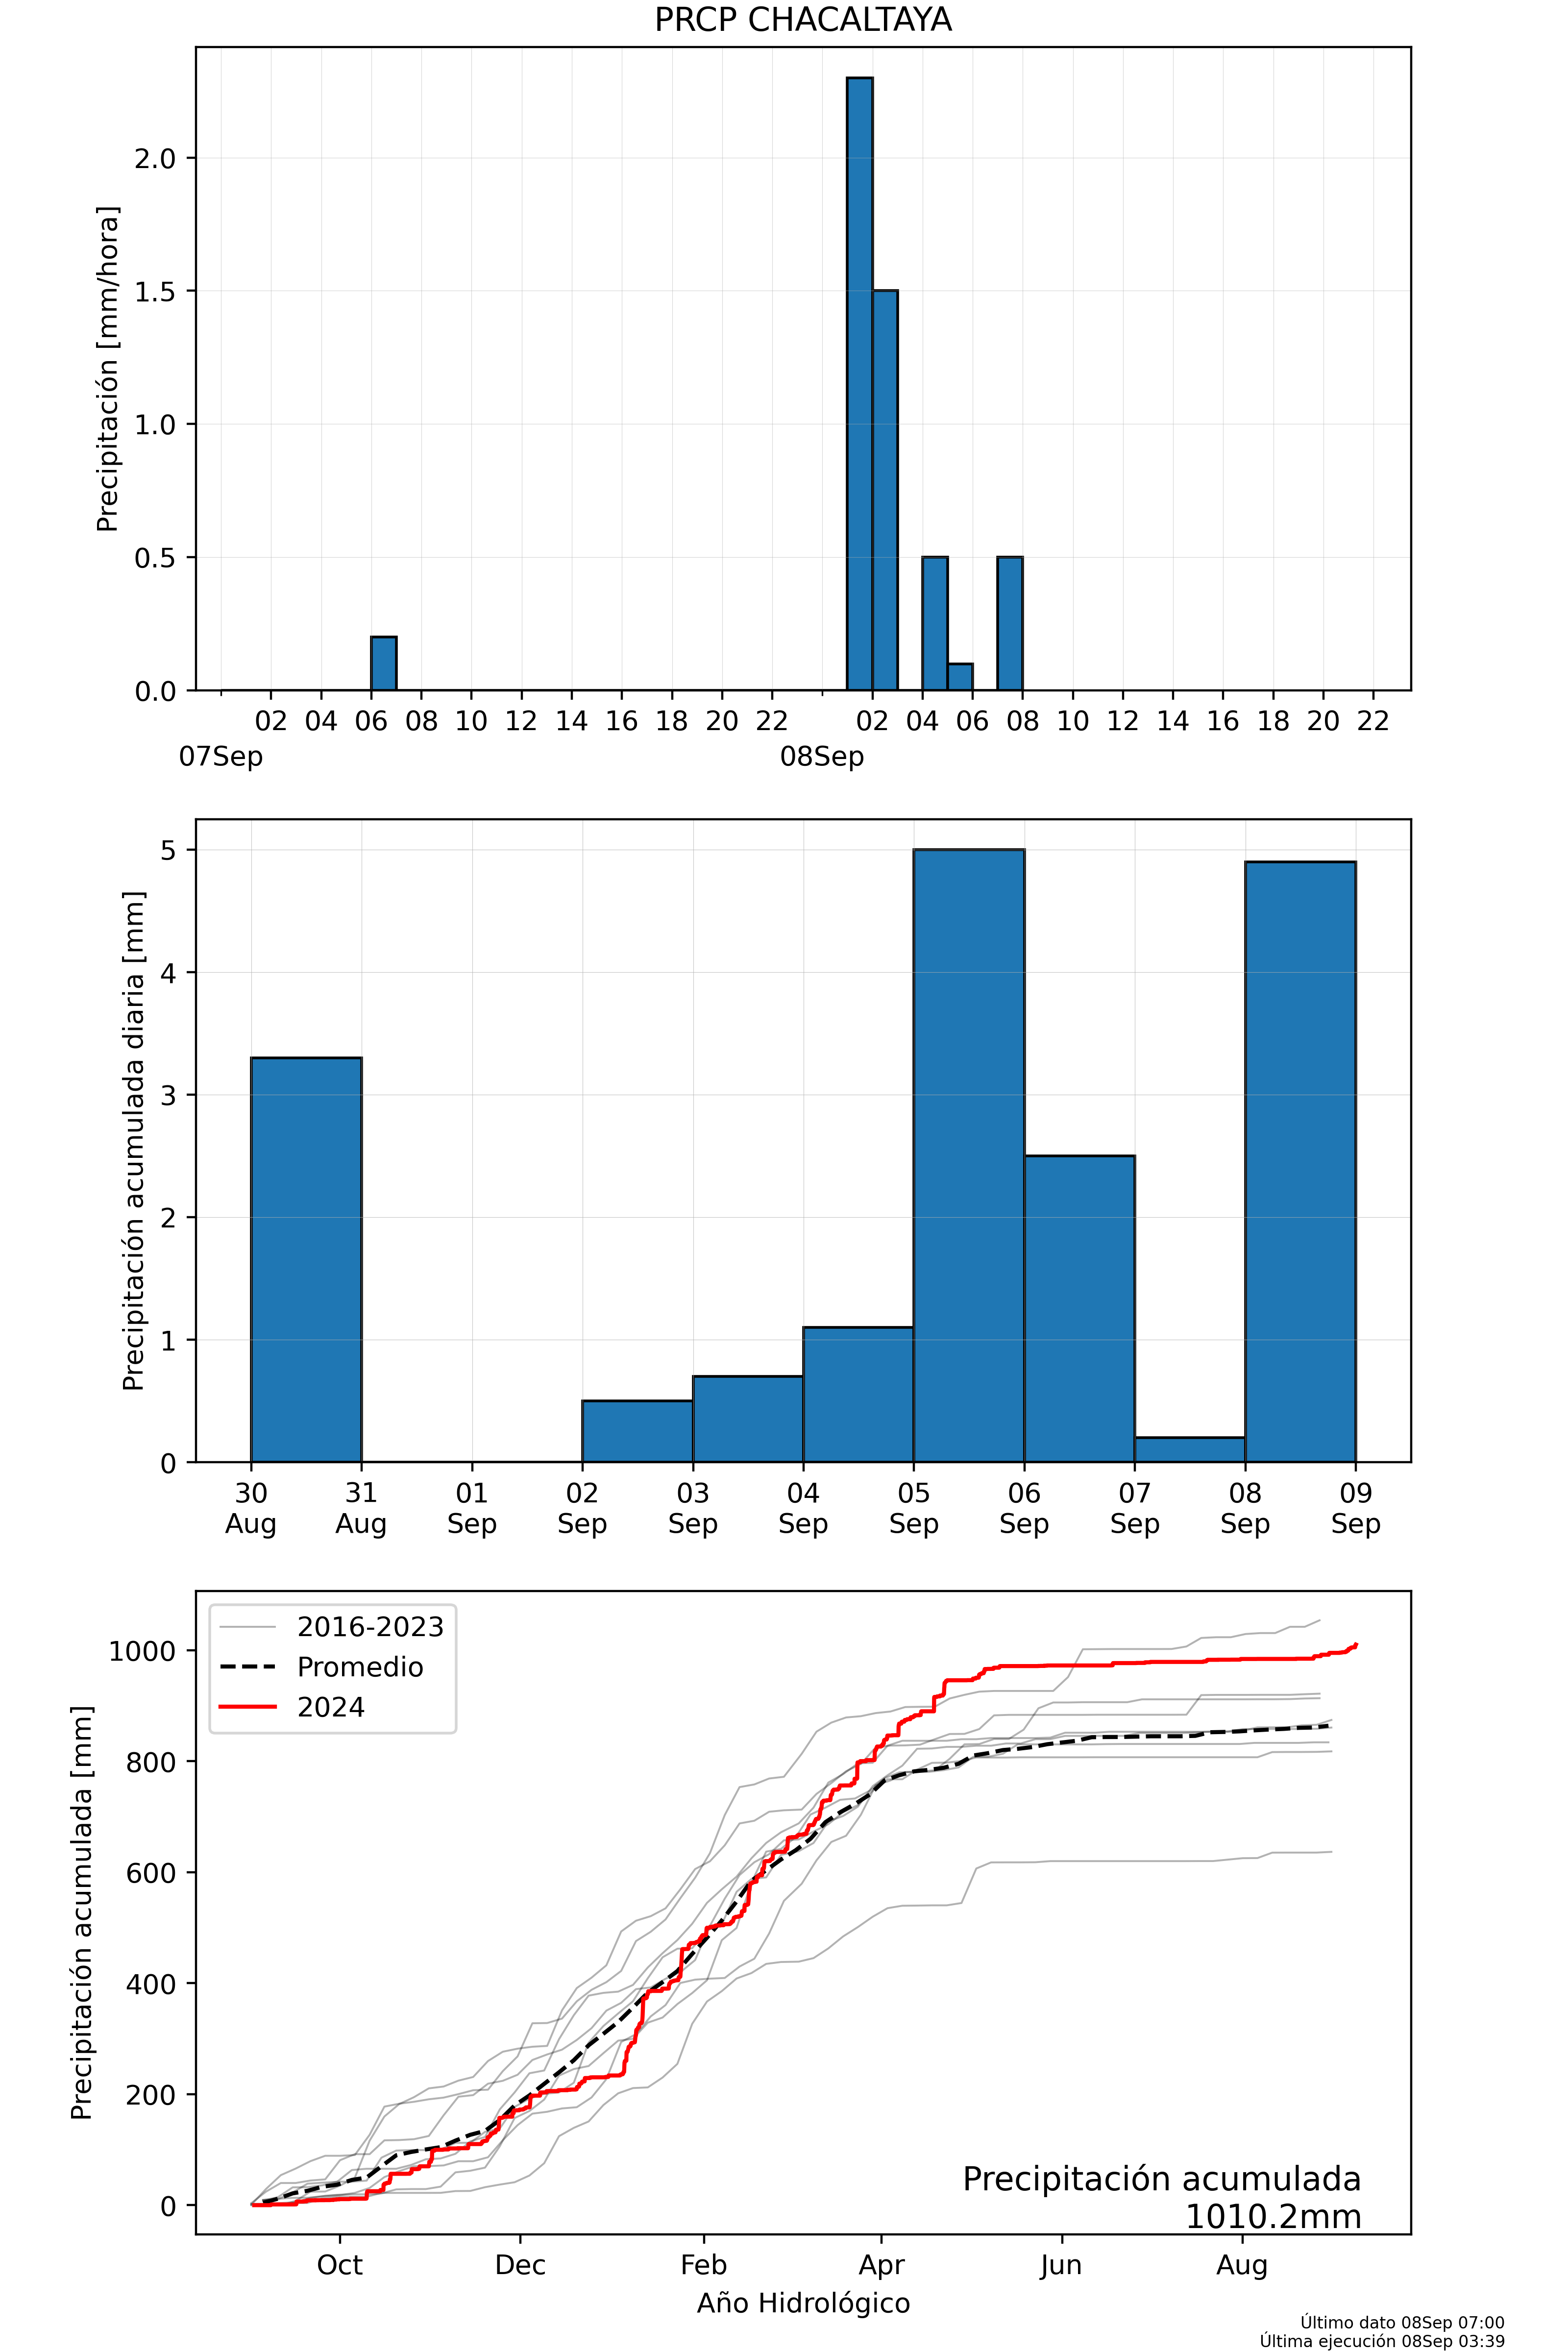 PRCP CHACALTAYA
Precipitación [mm/hora]
2.0
1.5
1.0
0.5
0.0
02 04 06 08 10 12 14 16 18 20 22 02 04 06 08 10 12 14 16 18 20 22
07Sep 08Sep
Precipitación acumulada diaria [mm]
5
4
3
2
1
0
30 31 01 02 03 04 05 06 07 08 09
Aug Aug Sep Sep Sep Sep Sep Sep Sep Sep Sep
Precipitación acumulada [mm]
1000
800
600
400
200
0
2016-2023
Promedio
2024
Precipitación acumulada
1010.2mm
Oct Dec Feb Apr Jun Aug
Año Hidrológico
Último dato 08Sep 07:00
Última ejecución 08Sep 03:39